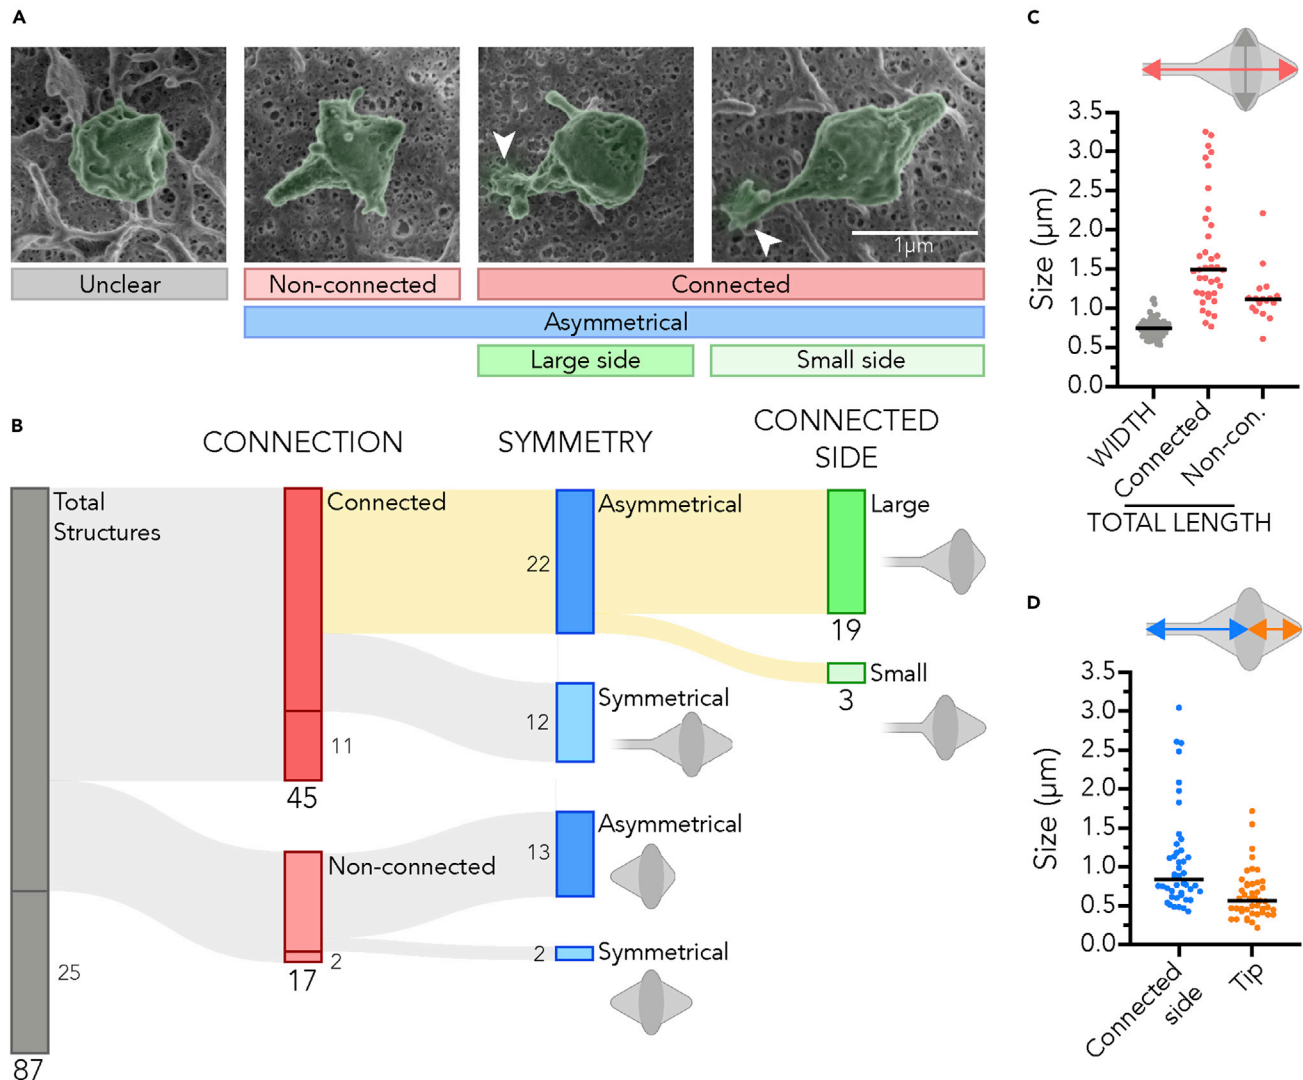 A
1μm
Unclear
Non-connected
Connected
Asymmetrical
Large side
Small side
B
CONNECTION
SYMMETRY
CONNECTED
SIDE
Total
Structures
Connected
Asymmetrical
Large
22
19
Small
3
Symmetrical
12
11
45
Asymmetrical
13
Non-connected
2
17
Symmetrical
2
25
87
C
Size (μm)
3.5
3.0
2.5
2.0
1.5
1.0
0.5
0.0
WIDTH
Connected
Non-con.
TOTAL LENGTH
D
Size (μm)
3.5
3.0
2.5
2.0
1.5
1.0
0.5
0.0
Connected
side
Tip